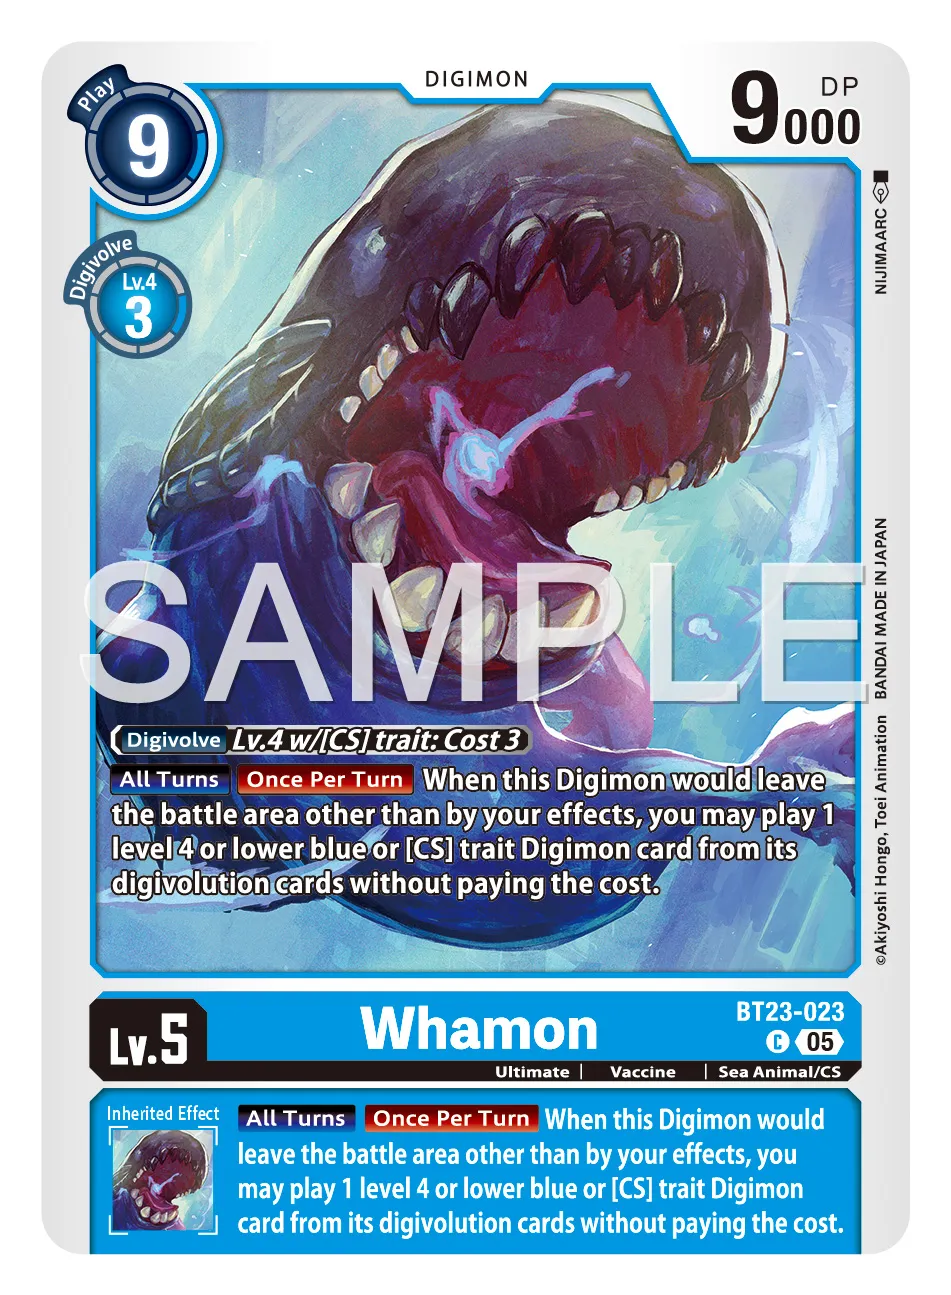 DIGIMON
Play
9
DP
9000
Digivolve
Lv.4
3
NIJIMAARC
SAMPLE
BANDAI MADE IN JAPAN
©Akiyoshi Hongo, Toei Animation
Digivolve Lv.4 w/[CS] trait: Cost 3
All Turns Once Per Turn When this Digimon would leave
the battle area other than by your effects, you may play 1
level 4 or lower blue or [CS] trait Digimon card from its
digivolution cards without paying the cost.
Lv.5
Whamon
BT23-023
C 05
Ultimate | Vaccine | Sea Animal/CS
Inherited Effect
All Turns Once Per Turn When this Digimon would
leave the battle area other than by your effects, you
may play 1 level 4 or lower blue or [CS] trait Digimon
card from its digivolution cards without paying the cost.